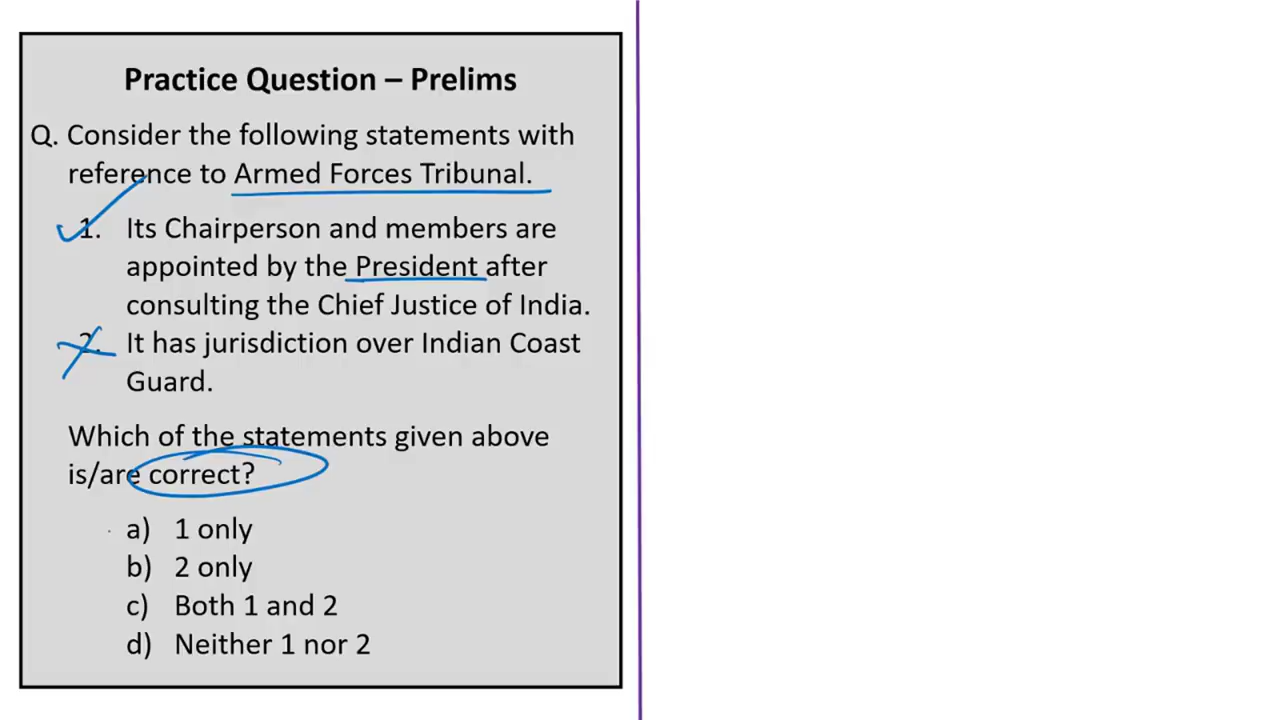 Practice Question – Prelims
Q. Consider the following statements with
reference to Armed Forces Tribunal.
1. Its Chairperson and members are
appointed by the President after
consulting the Chief Justice of India.
2. It has jurisdiction over Indian Coast
Guard.
Which of the statements given above
is/are correct?
a) 1 only
b) 2 only
c) Both 1 and 2
d) Neither 1 nor 2